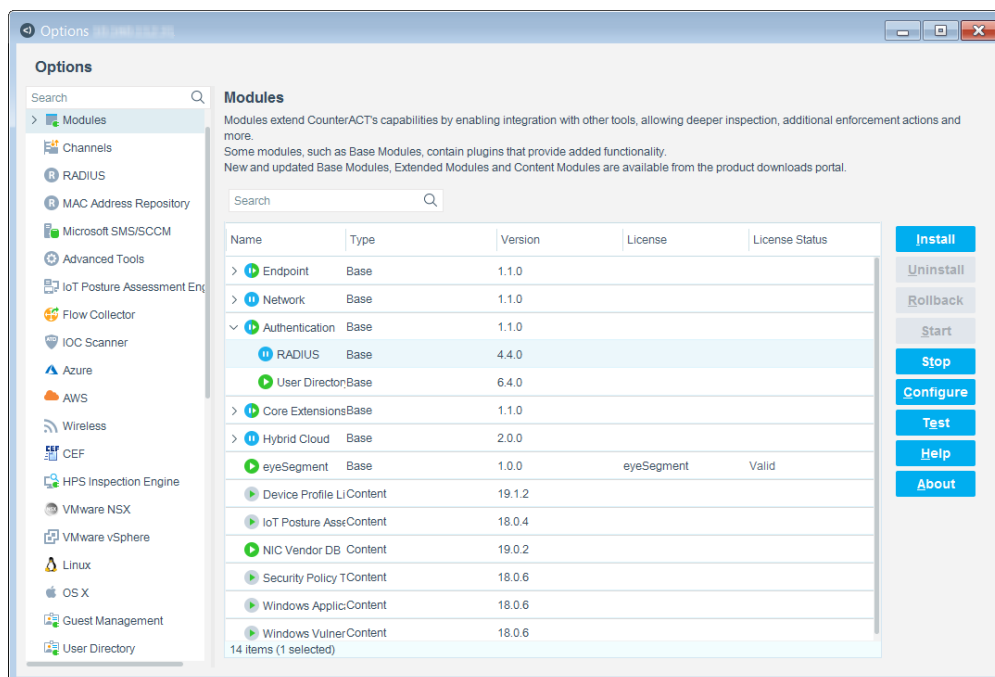 Options
Options
Search
Modules
Channels
RADIUS
MAC Address Repository
Microsoft SMS/SCCM
Advanced Tools
IoT Posture Assessment Eng
Flow Collector
IOC Scanner
Azure
AWS
Wireless
CEF
HPS Inspection Engine
VMware NSX
VMware vSphere
Linux
OS X
Guest Management
User Directory
Modules
Modules extend CounterACT's capabilities by enabling integration with other tools, allowing deeper inspection, additional enforcement actions and
more.
Some modules, such as Base Modules, contain plugins that provide added functionality.
New and updated Base Modules, Extended Modules and Content Modules are available from the product downloads portal.
Search
Name Type Version License License Status
Endpoint Base 1.1.0
Network Base 1.1.0
Authentication Base 1.1.0
RADIUS Base 4.4.0
User Director Base 6.4.0
Core Extensions Base 1.1.0
Hybrid Cloud Base 2.0.0
eyeSegment Base 1.0.0 eyeSegment Valid
Device Profile Li Content 19.1.2
IoT Posture Asse Content 18.0.4
NIC Vendor DB Content 19.0.2
Security Policy T Content 18.0.6
Windows Applic Content 18.0.6
Windows Vulner Content 18.0.6
14 items (1 selected)
Install
Uninstall
Rollback
Start
Stop
Configure
Test
Help
About